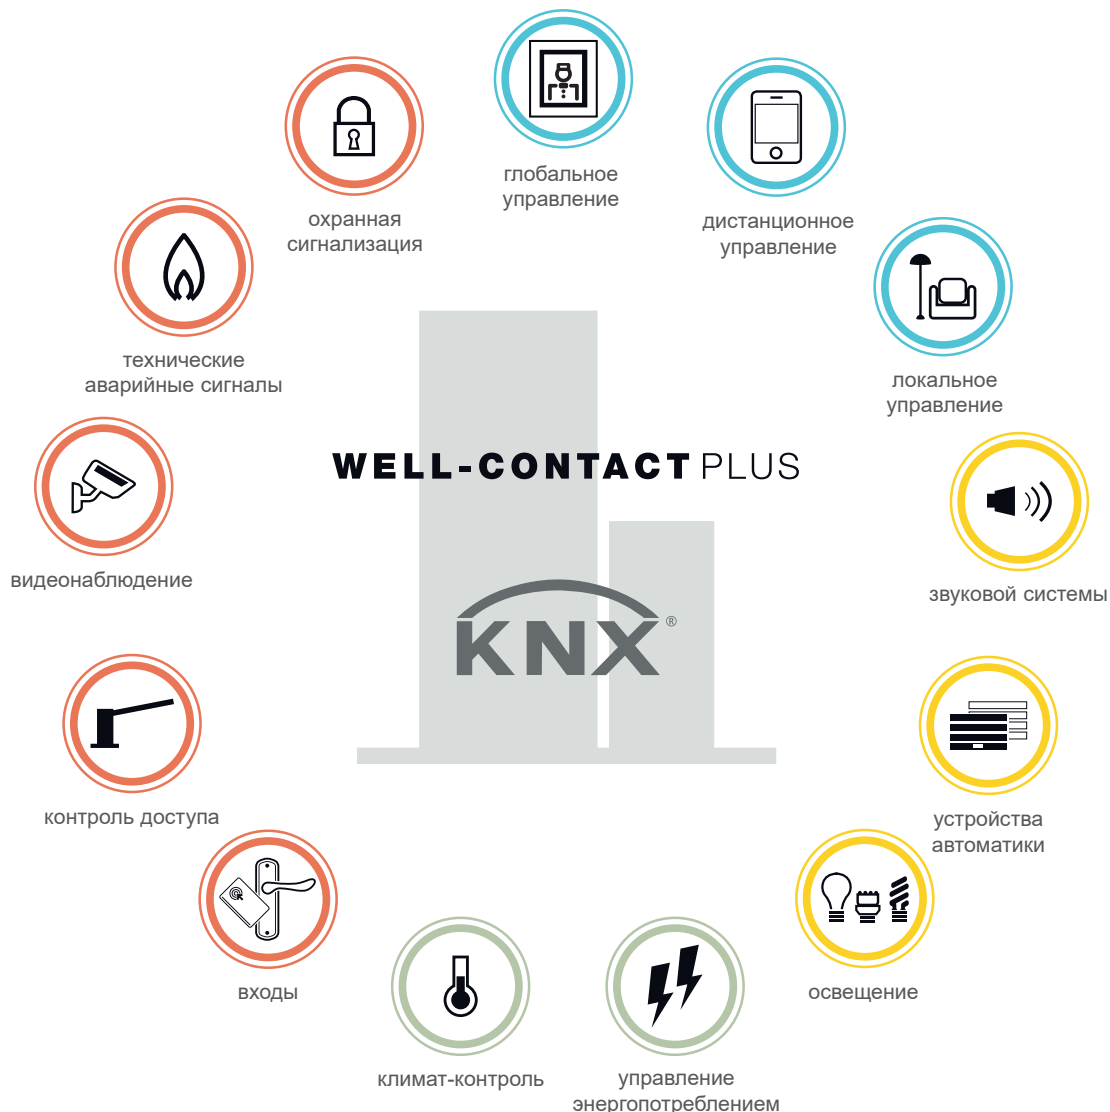 глобальное
управление
охранная
сигнализация
дистанционное
управление
технические
аварийные сигналы
локальное
управление
WELL-CONTACT PLUS
видеонаблюдение
звуковой системы
KNX®
контроль доступа
устройства
автоматики
входы
освещение
климат-контроль
управление
энергопотреблением